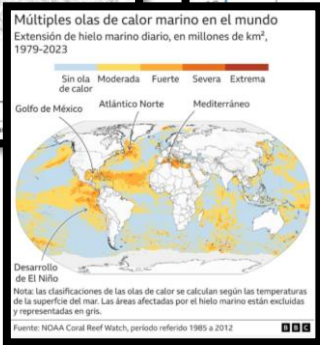 Múltiples olas de calor marino en el mundo
Extensión de hielo marino diario, en millones de km²,
1979-2023
Sin ola de calor
Moderada
Fuerte
Severa
Extrema
Golfo de México
Atlántico Norte
Mediterráneo
Desarrollo
de El Niño
Nota: las clasificaciones de las olas de calor se calculan según las temperaturas
de la superfcie del mar. Las áreas afectadas por el hielo marino están excluidas
y representadas en gris.
Fuente: NOAA Coral Reef Watch, período referido 1985 a 2012
BBC